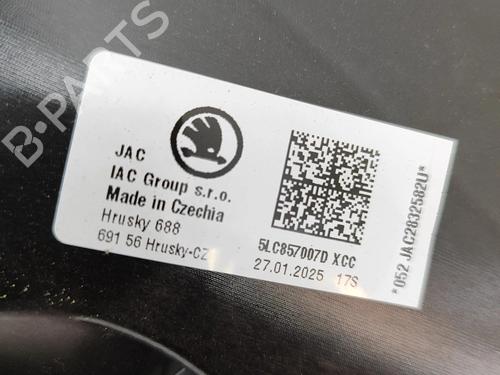 B-PARTS
JAC
IAC Group s.r.o.
Made in Czechia
Hrusky 688
691 56 Hrusky-CZ
5LC857007D XCC
27.01.2025 17S
*052 JAC2832582U*